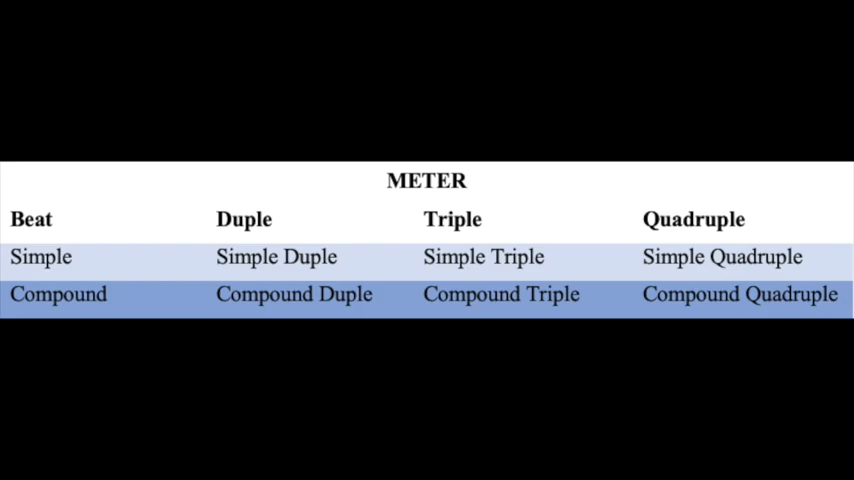 METER
Beat Duple Triple Quadruple
Simple Simple Duple Simple Triple Simple Quadruple
Compound Compound Duple Compound Triple Compound Quadruple